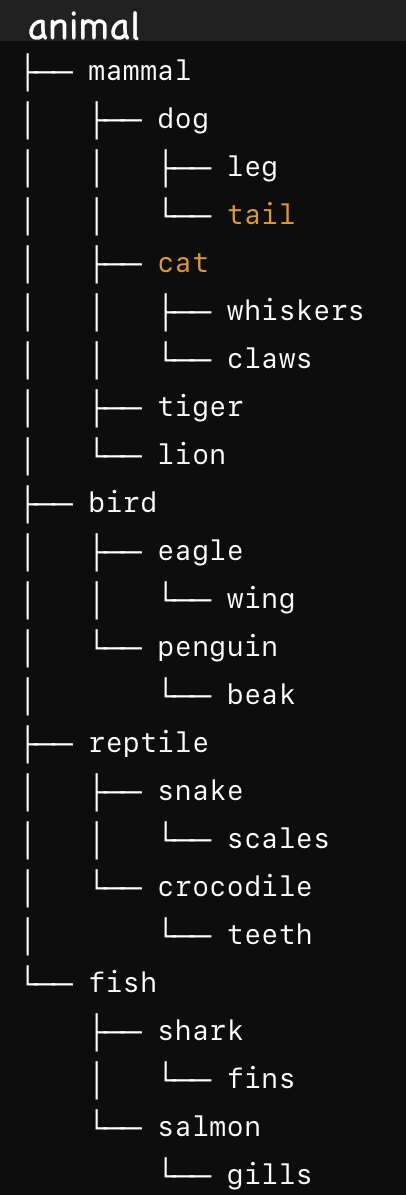 animal
├── mammal
│   ├── dog
│   │   ├── leg
│   │   └── tail
│   ├── cat
│   │   ├── whiskers
│   │   └── claws
│   ├── tiger
│   └── lion
├── bird
│   ├── eagle
│   │   └── wing
│   └── penguin
│       └── beak
├── reptile
│   ├── snake
│   │   └── scales
│   └── crocodile
│       └── teeth
└── fish
    ├── shark
    │   └── fins
    └── salmon
        └── gills